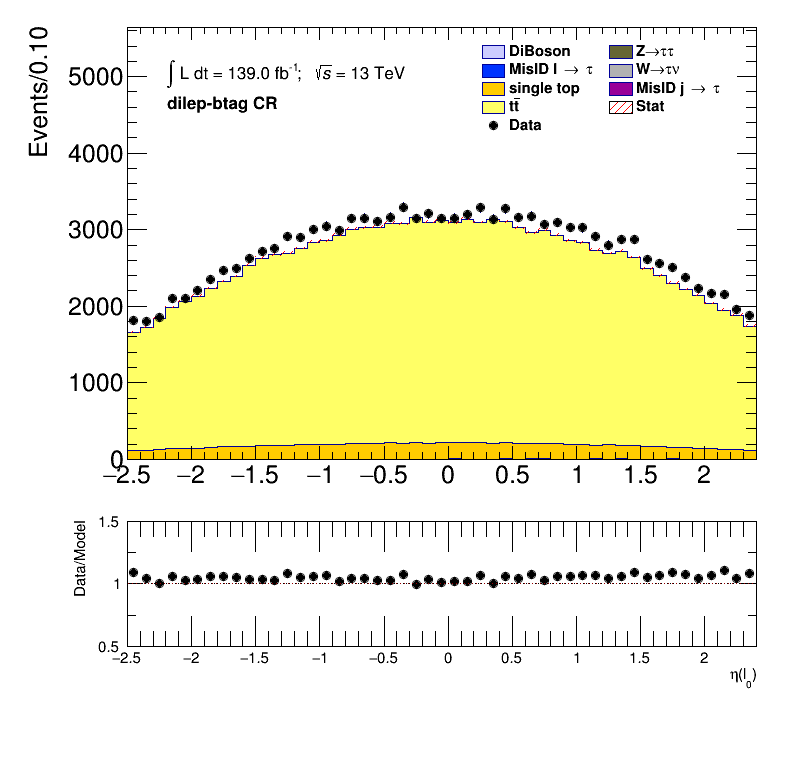 Events/0.10
5000
4000
3000
2000
1000
0
∫ L dt = 139.0 fb⁻¹; √s = 13 TeV
dilep-btag CR
DiBoson
MisID l → τ
single top
tt̄
Data
Z→ττ
W→τν
MisID j → τ
Stat
−2.5 −2 −1.5 −1 −0.5 0 0.5 1 1.5 2
Data/Model
1.5
1
0.5
−2.5 −2 −1.5 −1 −0.5 0 0.5 1 1.5 2
η(l₀)